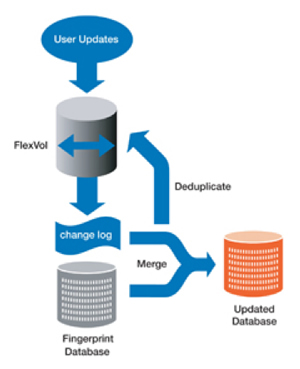 User Updates
FlexVol
Deduplicate
change log
Merge
Updated
Database
Fingerprint
Database